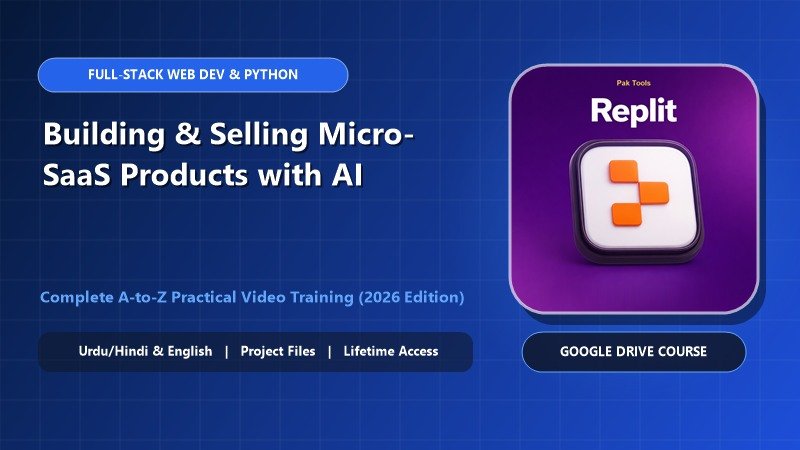 FULL-STACK WEB DEV & PYTHON
Building & Selling Micro-
SaaS Products with AI
Complete A-to-Z Practical Video Training (2026 Edition)
Urdu/Hindi & English | Project Files | Lifetime Access
Pak Tools
Replit
GOOGLE DRIVE COURSE